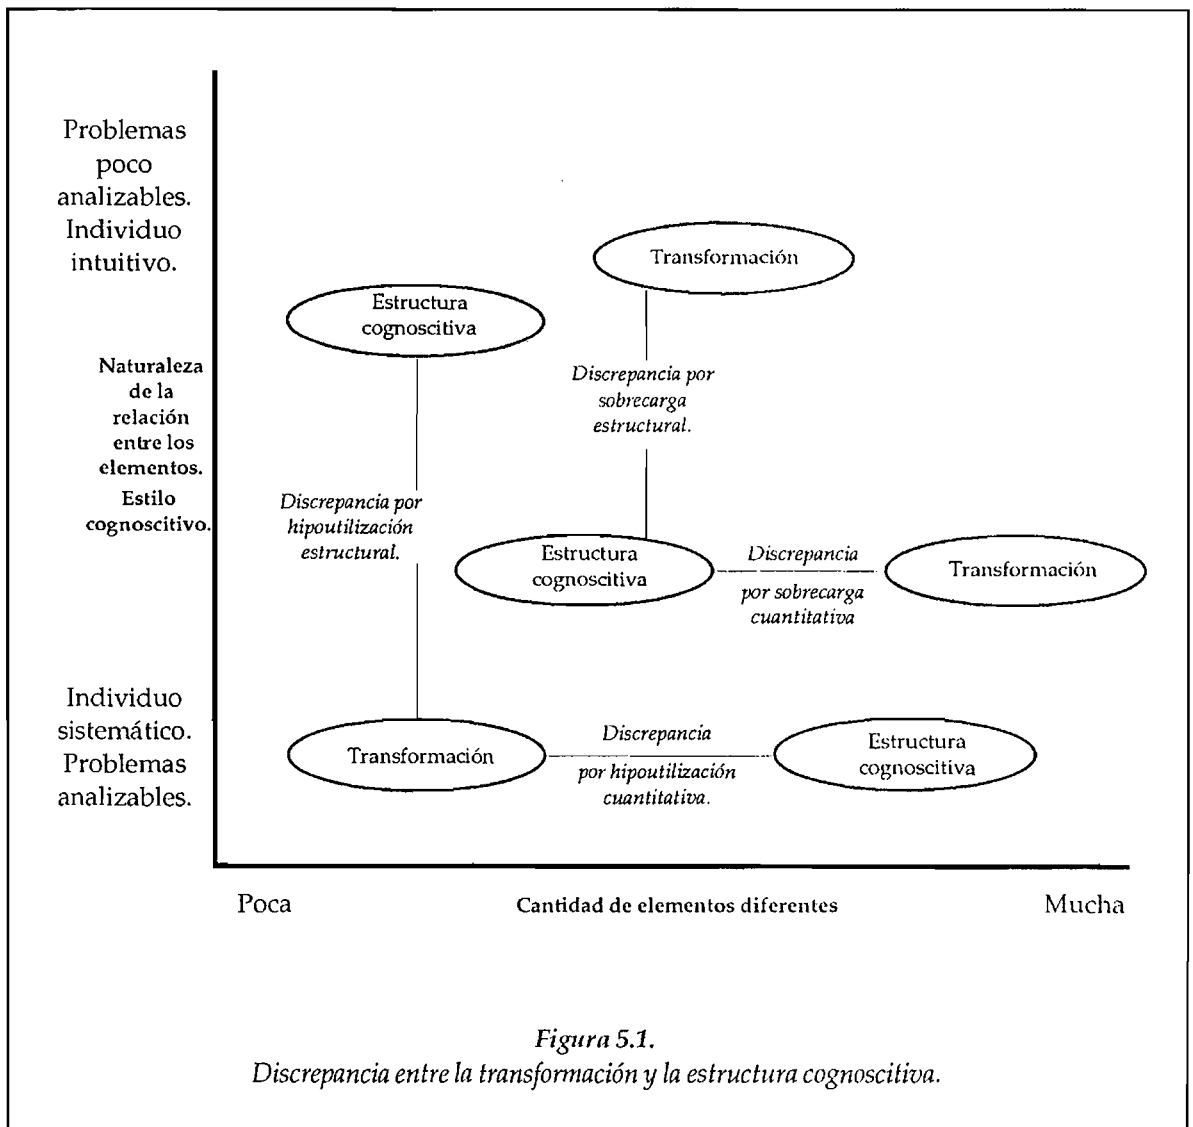 Problemas
poco
analizables.
Individuo
intuitivo.
Transformación
Estructura
cognoscitiva
Naturaleza
de la
relación
entre los
elementos.
Estilo
cognoscitivo.
Discrepancia por
sobrecarga
estructural.
Discrepancia por
hipoutilización
estructural.
Estructura
cognoscitiva
Discrepancia
por sobrecarga
cuantitativa
Transformación
Individuo
sistemático.
Problemas
analizables.
Transformación
Discrepancia
por hipoutilización
cuantitativa.
Estructura
cognoscitiva
Poca
Cantidad de elementos diferentes
Mucha
Figura 5.1.
Discrepancia entre la transformación y la estructura cognoscitiva.